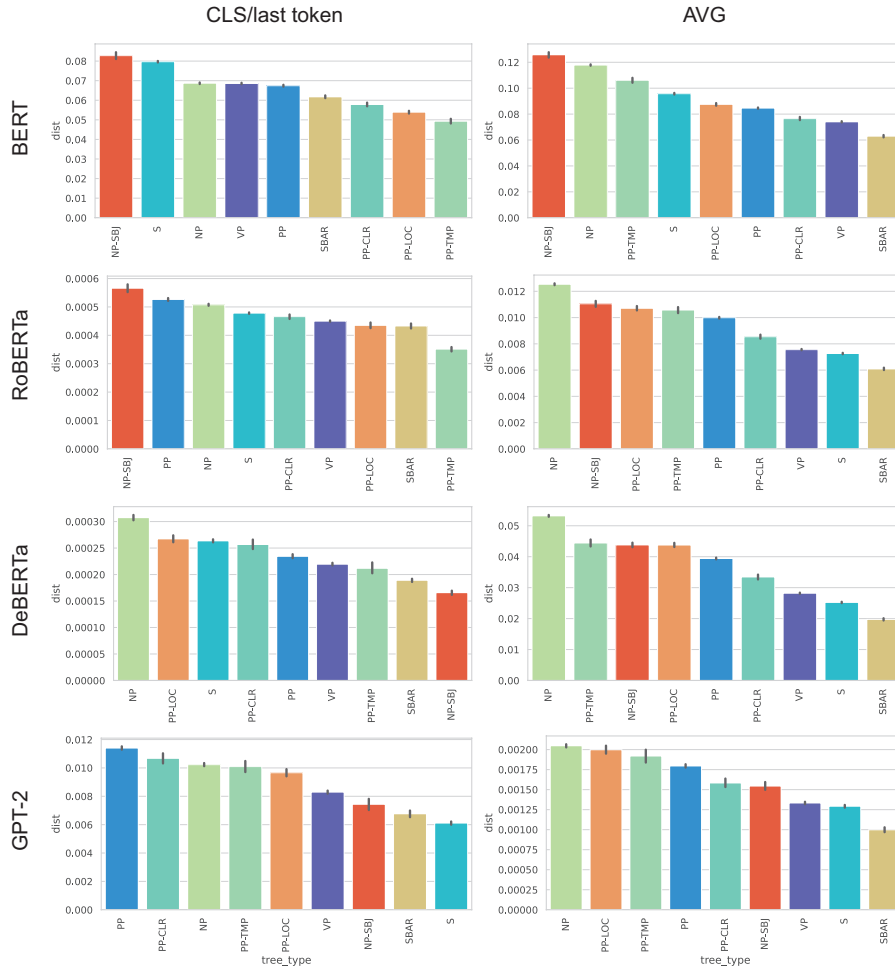 CLS/last token
AVG
BERT
dist
0.08
0.07
0.06
0.05
0.04
0.03
0.02
0.01
0.00
NP-SBJ
S
NP
VP
PP
SBAR
PP-CLR
PP-LOC
PP-TMP
dist
0.12
0.10
0.08
0.06
0.04
0.02
0.00
NP-SBJ
NP
PP-TMP
S
PP-LOC
PP
PP-CLR
VP
SBAR
RoBERTa
dist
0.0006
0.0005
0.0004
0.0003
0.0002
0.0001
0.0000
NP-SBJ
PP
NP
S
PP-CLR
VP
PP-LOC
SBAR
PP-TMP
dist
0.012
0.010
0.008
0.006
0.004
0.002
0.000
NP
NP-SBJ
PP-LOC
PP-TMP
PP
PP-CLR
VP
S
SBAR
DeBERTa
dist
0.00030
0.00025
0.00020
0.00015
0.00010
0.00005
0.00000
NP
PP-LOC
S
PP-CLR
PP
VP
PP-TMP
SBAR
NP-SBJ
dist
0.05
0.04
0.03
0.02
0.01
0.00
NP
PP-TMP
NP-SBJ
PP-LOC
PP
PP-CLR
VP
S
SBAR
GPT-2
dist
0.012
0.010
0.008
0.006
0.004
0.002
0.000
PP
PP-CLR
NP
PP-TMP
PP-LOC
VP
NP-SBJ
SBAR
S
tree_type
dist
0.00200
0.00175
0.00150
0.00125
0.00100
0.00075
0.00050
0.00025
0.00000
NP
PP-LOC
PP-TMP
PP
PP-CLR
NP-SBJ
VP
S
SBAR
tree_type